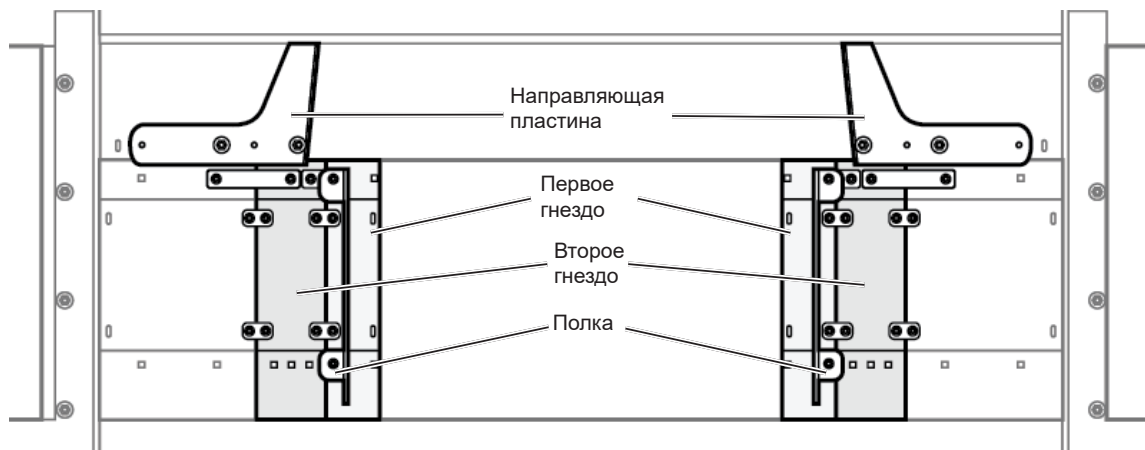 Направляющая
пластина
Первое
гнездо
Второе
гнездо
Полка